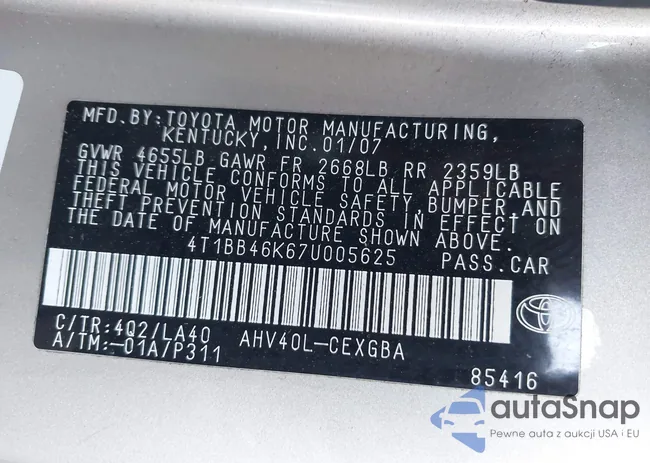 MFD.BY:TOYOTA MOTOR MANUFACTURING,
KENTUCKY,INC.01/07
GVWR 4655LB GAWR FR 2668LB RR 2359LB
THIS VEHICLE CONFORMS TO ALL APPLICABLE
FEDERAL MOTOR VEHICLE SAFETY,BUMPER,AND
THEFT PREVENTION STANDARDS IN EFFECT ON
THE DATE OF MANUFACTURE SHOWN ABOVE.
4T1BB46K67U005625 PASS.CAR
C/TR:4Q2/LA40 AHV40L-CEXGBA
A/TM:-01A/P311
85416
autaSnap
Pewne auta z aukcji USA i EU